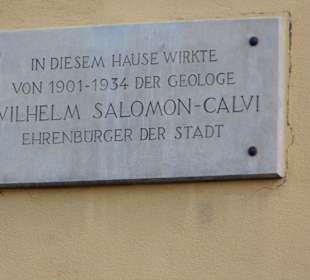 IN DIESEM HAUSE WIRKTE
VON 1901-1934 DER GEOLOGE
WILHELM SALOMON-CALVI
EHRENBÜRGER DER STADT